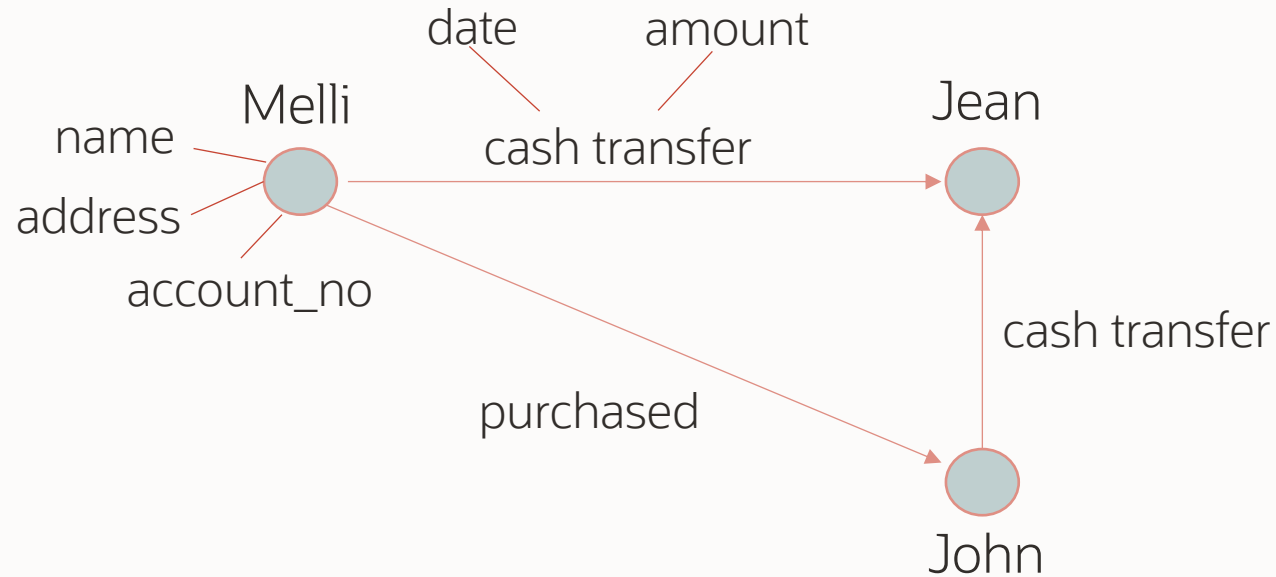 date
amount
Melli
Jean
name
cash transfer
address
account_no
cash transfer
purchased
John